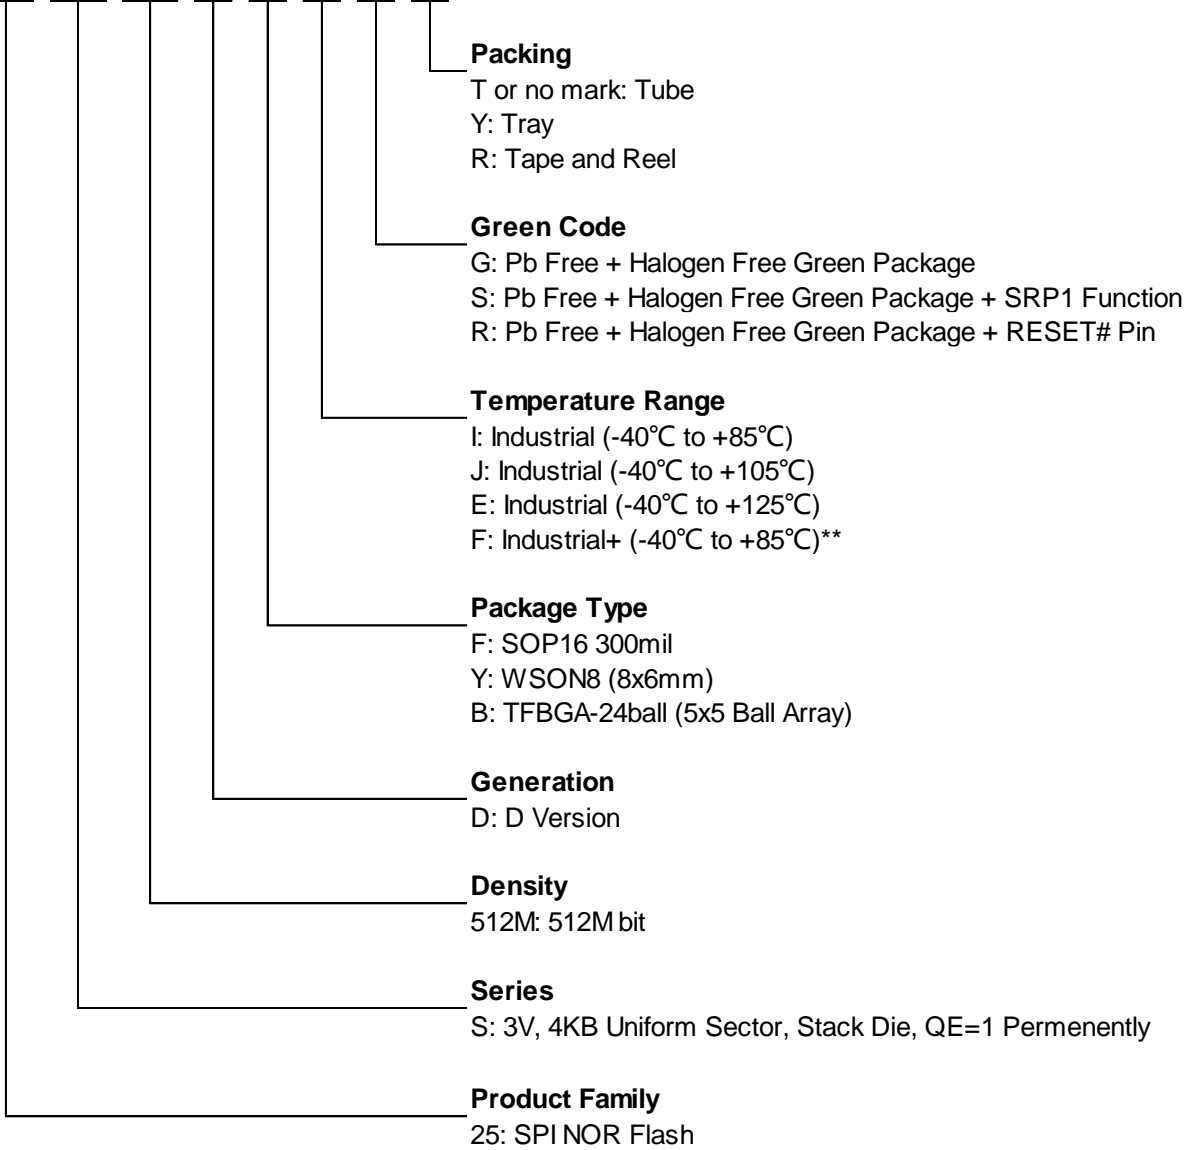 Packing
T or no mark: Tube
Y: Tray
R: Tape and Reel
Green Code
G: Pb Free + Halogen Free Green Package
S: Pb Free + Halogen Free Green Package + SRP1 Function
R: Pb Free + Halogen Free Green Package + RESET# Pin
Temperature Range
I: Industrial (-40℃ to +85℃)
J: Industrial (-40℃ to +105℃)
E: Industrial (-40℃ to +125℃)
F: Industrial+ (-40℃ to +85℃)**
Package Type
F: SOP16 300mil
Y: WSON8 (8x6mm)
B: TFBGA-24ball (5x5 Ball Array)
Generation
D: D Version
Density
512M: 512M bit
Series
S: 3V, 4KB Uniform Sector, Stack Die, QE=1 Permenently
Product Family
25: SPI NOR Flash